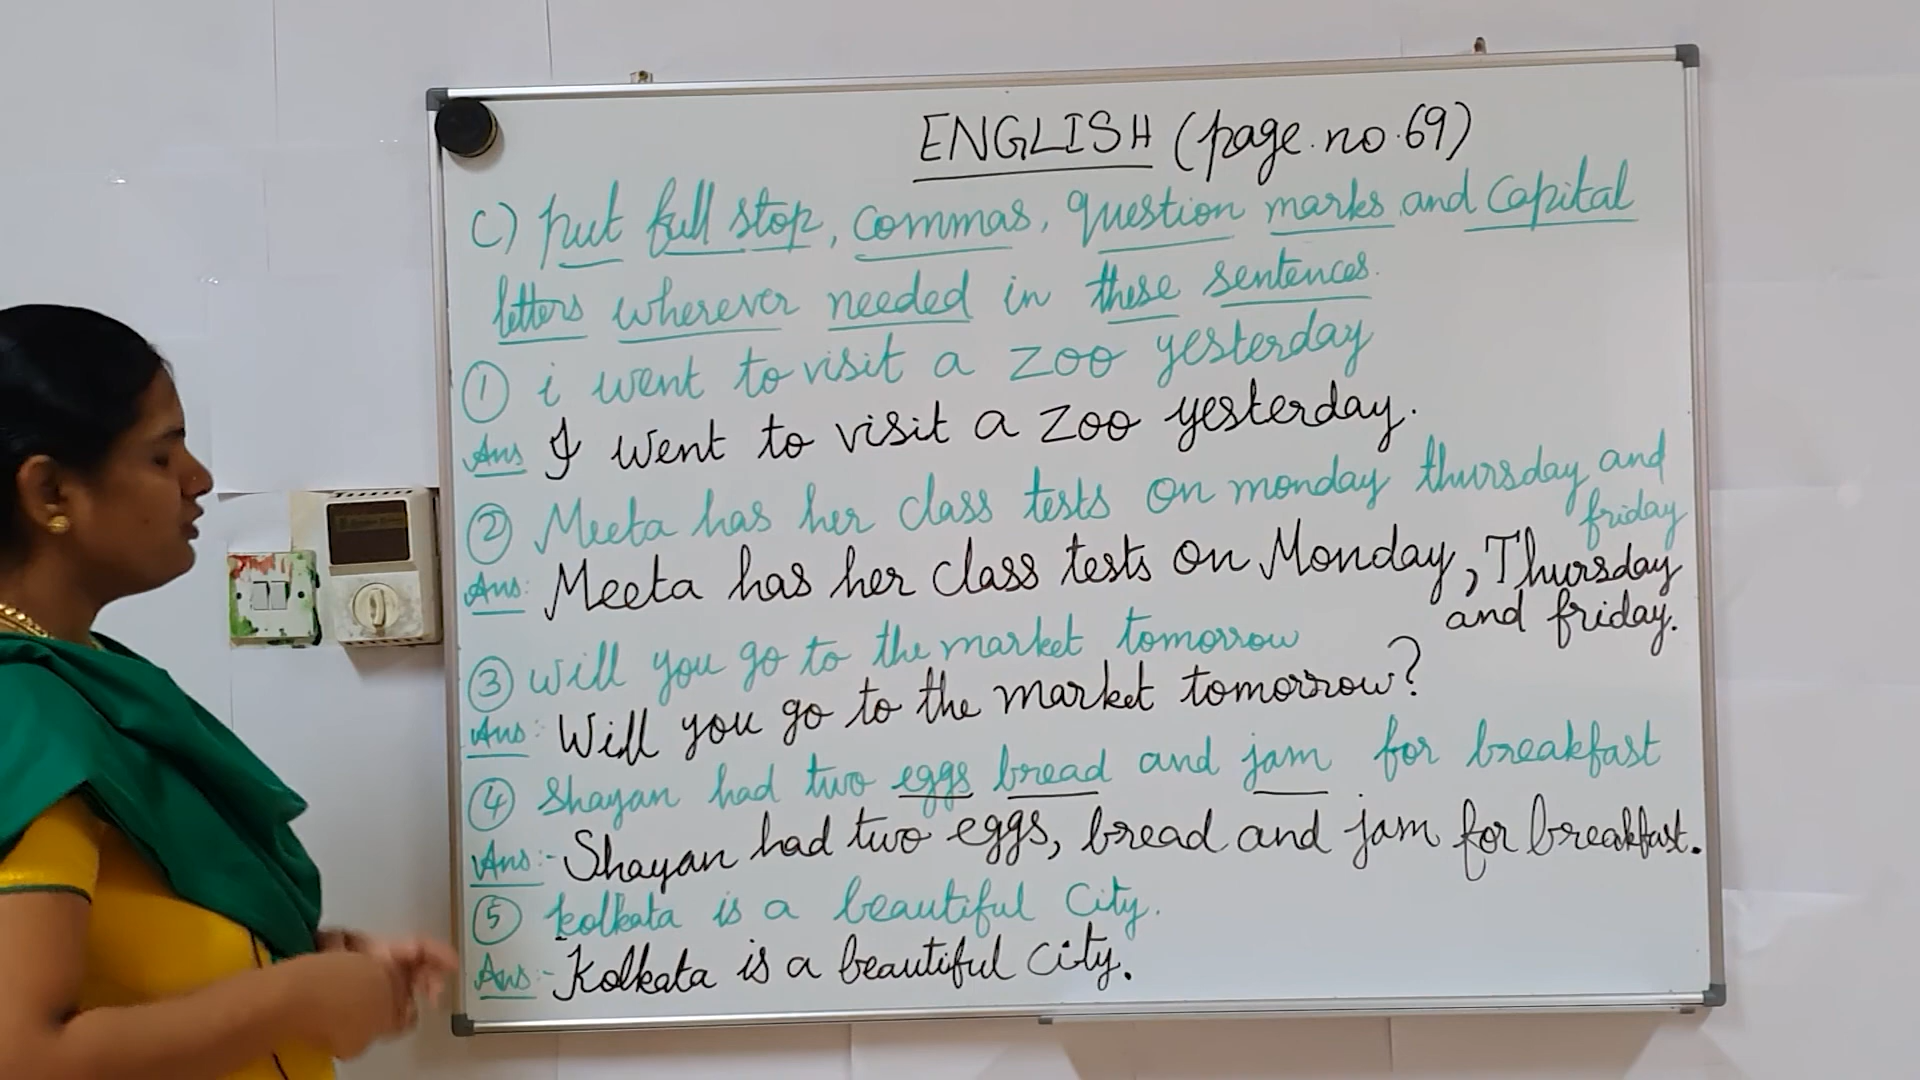 ENGLISH (page.no.69)
C) put full stop, commas, question marks and Capital
letters wherever needed in these sentences.
① i went to visit a zoo yesterday
Ans I went to visit a zoo yesterday.
② Meeta has her class tests on monday thursday and
friday
Ans: Meeta has her class tests on Monday, Thursday
and friday.
③ will you go to the market tomorrow
Ans: Will you go to the market tomorrow?
④ Shayan had two eggs bread and jam for breakfast
Ans:- Shayan had two eggs, bread and jam for breakfast.
⑤ kolkata is a beautiful City.
Ans:- Kolkata is a beautiful city.